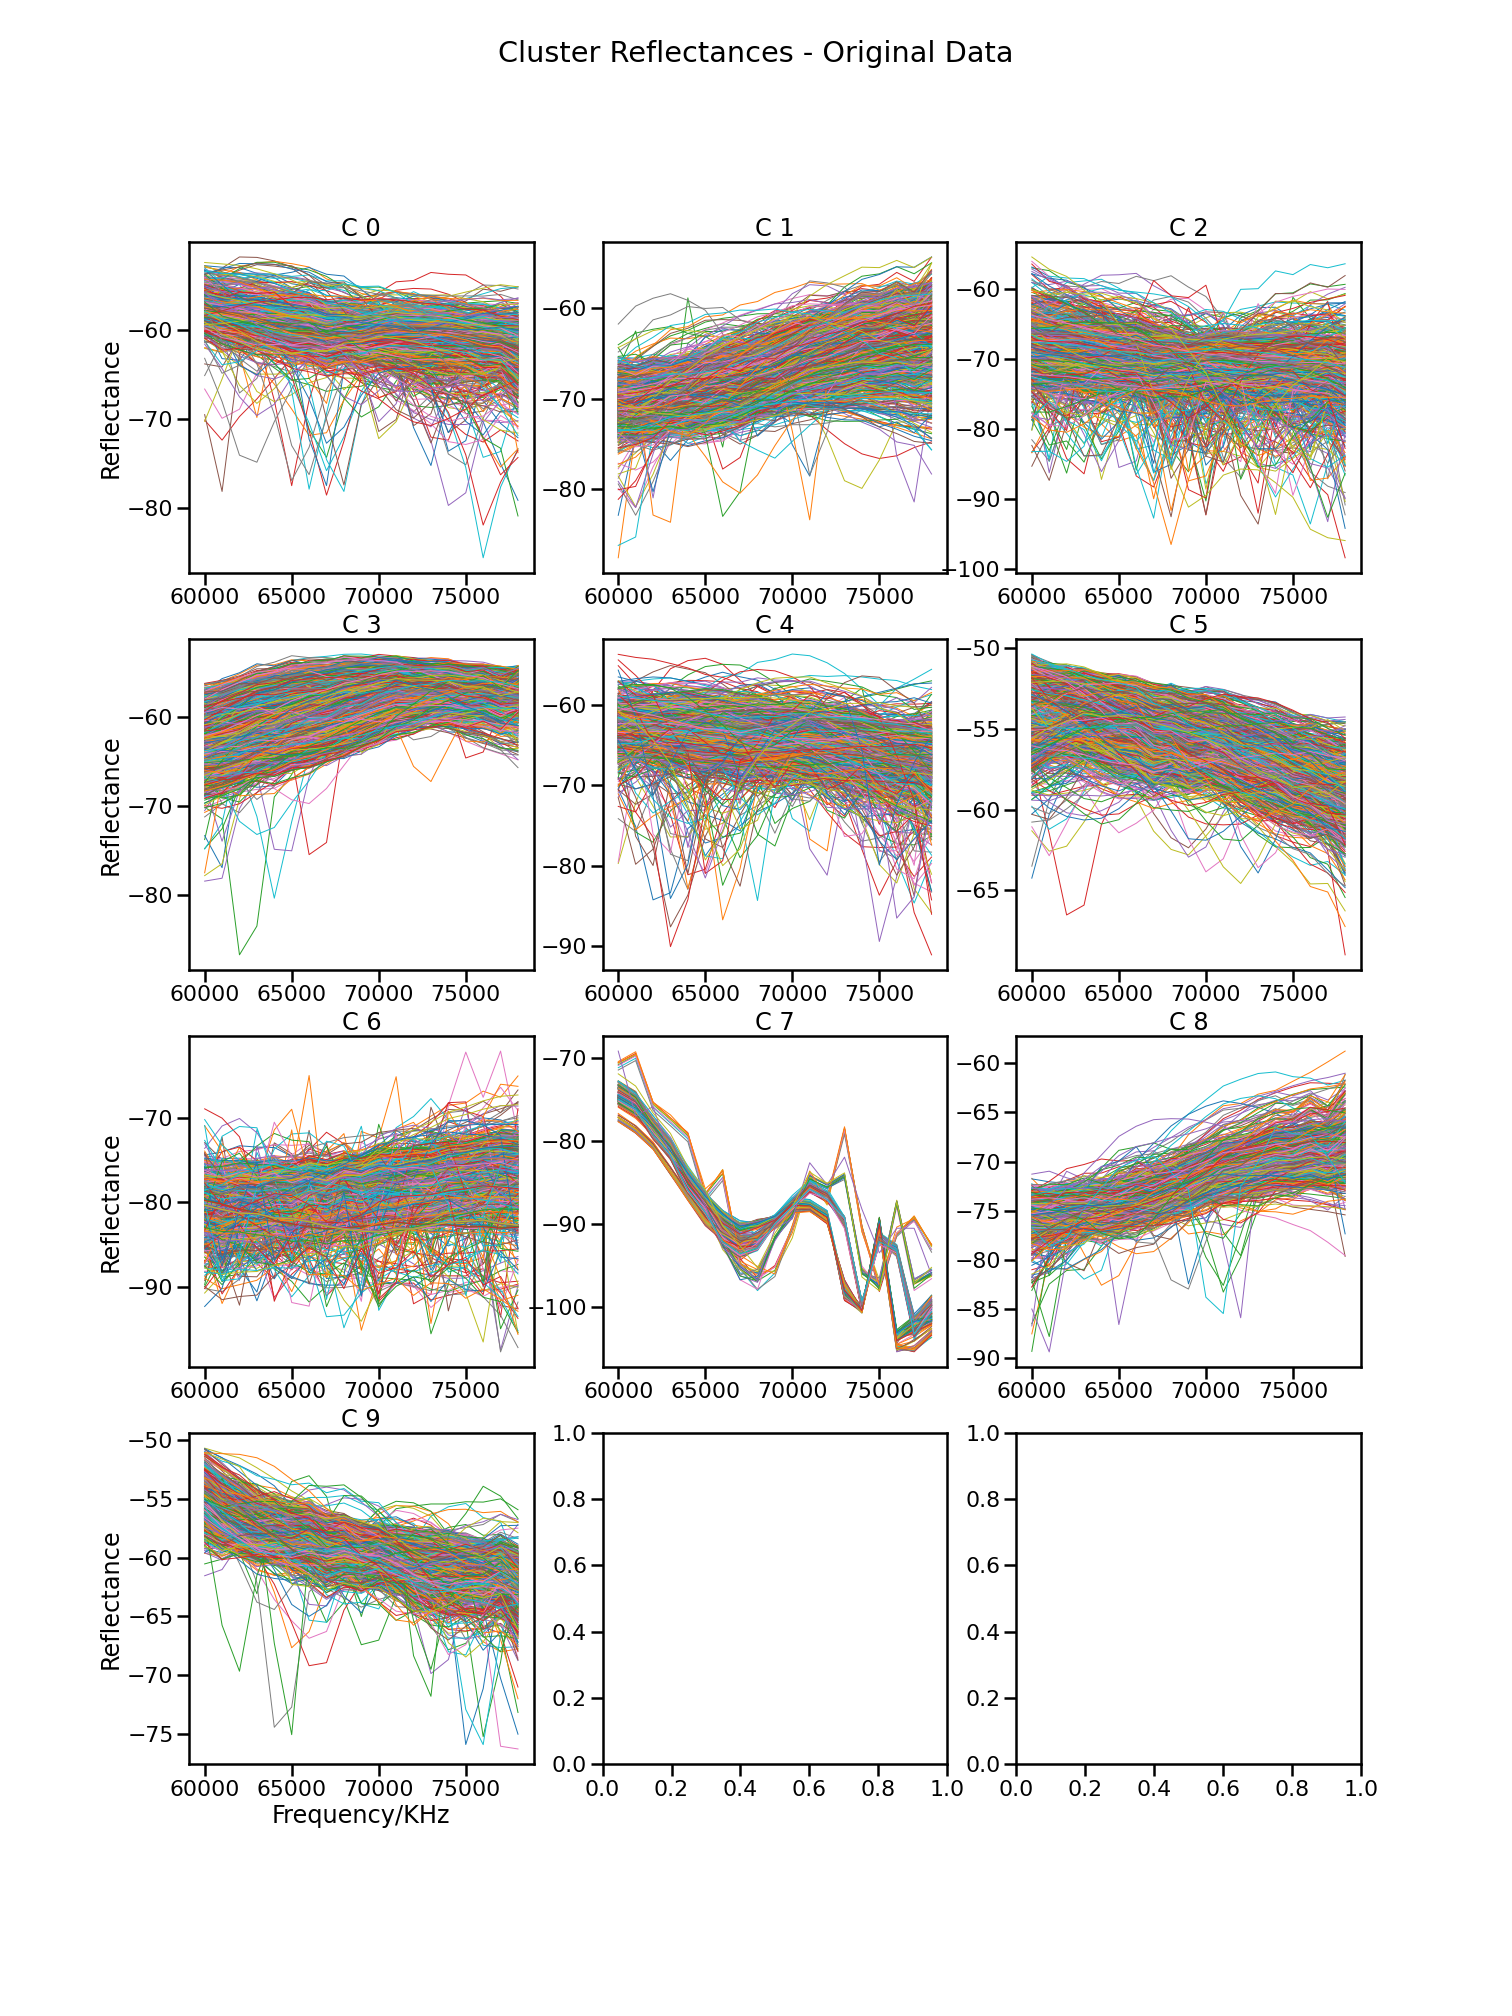 Cluster Reflectances - Original Data
C 0 C 1 C 2
Reflectance
−60 −70 −80
60000 65000 70000 75000
−60 −70 −80
60000 65000 70000 75000
−60 −70 −80 −90 −100
60000 65000 70000 75000
C 3 C 4 C 5
Reflectance
−60 −70 −80
60000 65000 70000 75000
−60 −70 −80 −90
60000 65000 70000 75000
−50 −55 −60 −65
60000 65000 70000 75000
C 6 C 7 C 8
Reflectance
−70 −80 −90
60000 65000 70000 75000
−70 −80 −90 −100
60000 65000 70000 75000
−60 −65 −70 −75 −80 −85 −90
60000 65000 70000 75000
C 9
Reflectance
−50 −55 −60 −65 −70 −75
60000 65000 70000 75000
Frequency/KHz
1.0 0.8 0.6 0.4 0.2 0.0
0.0 0.2 0.4 0.6 0.8 1.0
1.0 0.8 0.6 0.4 0.2 0.0
0.0 0.2 0.4 0.6 0.8 1.0